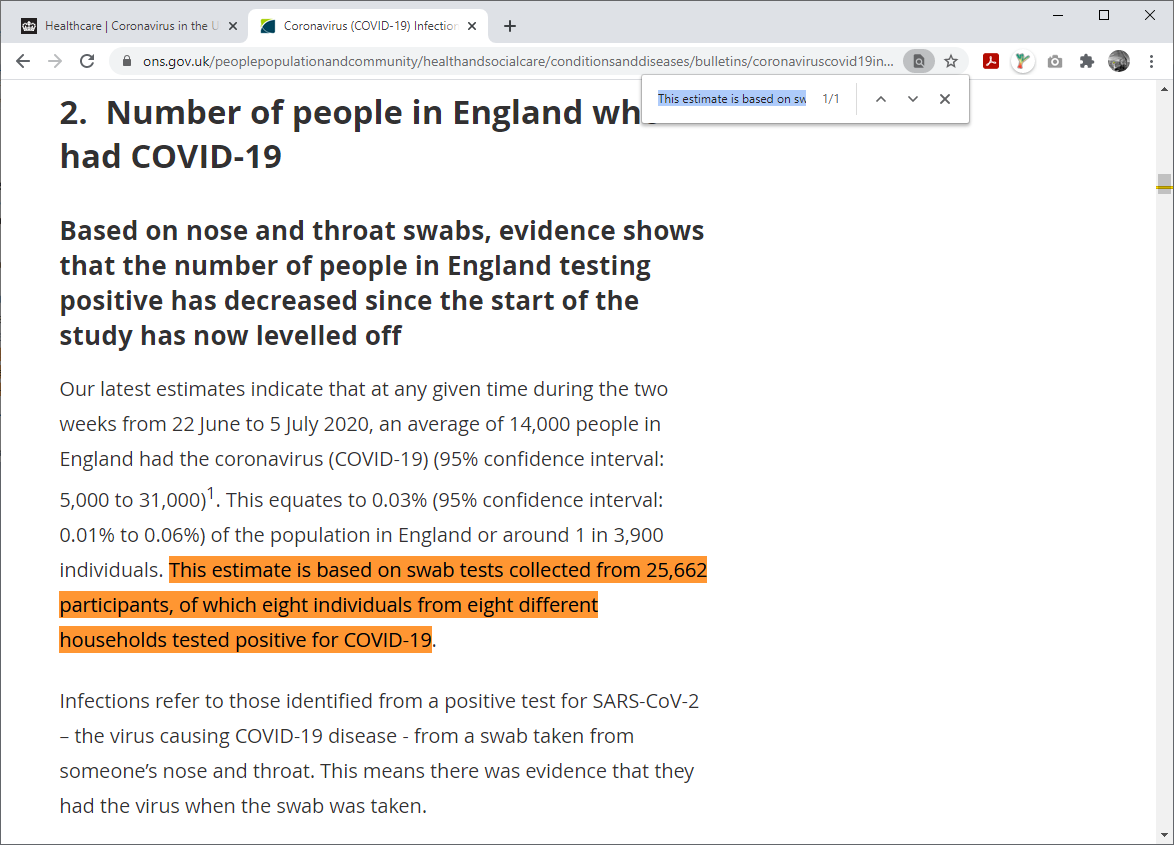 Healthcare | Coronavirus in the U
Coronavirus (COVID-19) Infection
ons.gov.uk/peoplepopulationandcommunity/healthandsocialcare/conditionsanddiseases/bulletins/coronaviruscovid19in...
This estimate is based on sw 1/1
2. Number of people in England who
had COVID-19
Based on nose and throat swabs, evidence shows
that the number of people in England testing
positive has decreased since the start of the
study has now levelled off
Our latest estimates indicate that at any given time during the two
weeks from 22 June to 5 July 2020, an average of 14,000 people in
England had the coronavirus (COVID-19) (95% confidence interval:
5,000 to 31,000)1. This equates to 0.03% (95% confidence interval:
0.01% to 0.06%) of the population in England or around 1 in 3,900
individuals. This estimate is based on swab tests collected from 25,662
participants, of which eight individuals from eight different
households tested positive for COVID-19.
Infections refer to those identified from a positive test for SARS-CoV-2
– the virus causing COVID-19 disease - from a swab taken from
someone’s nose and throat. This means there was evidence that they
had the virus when the swab was taken.